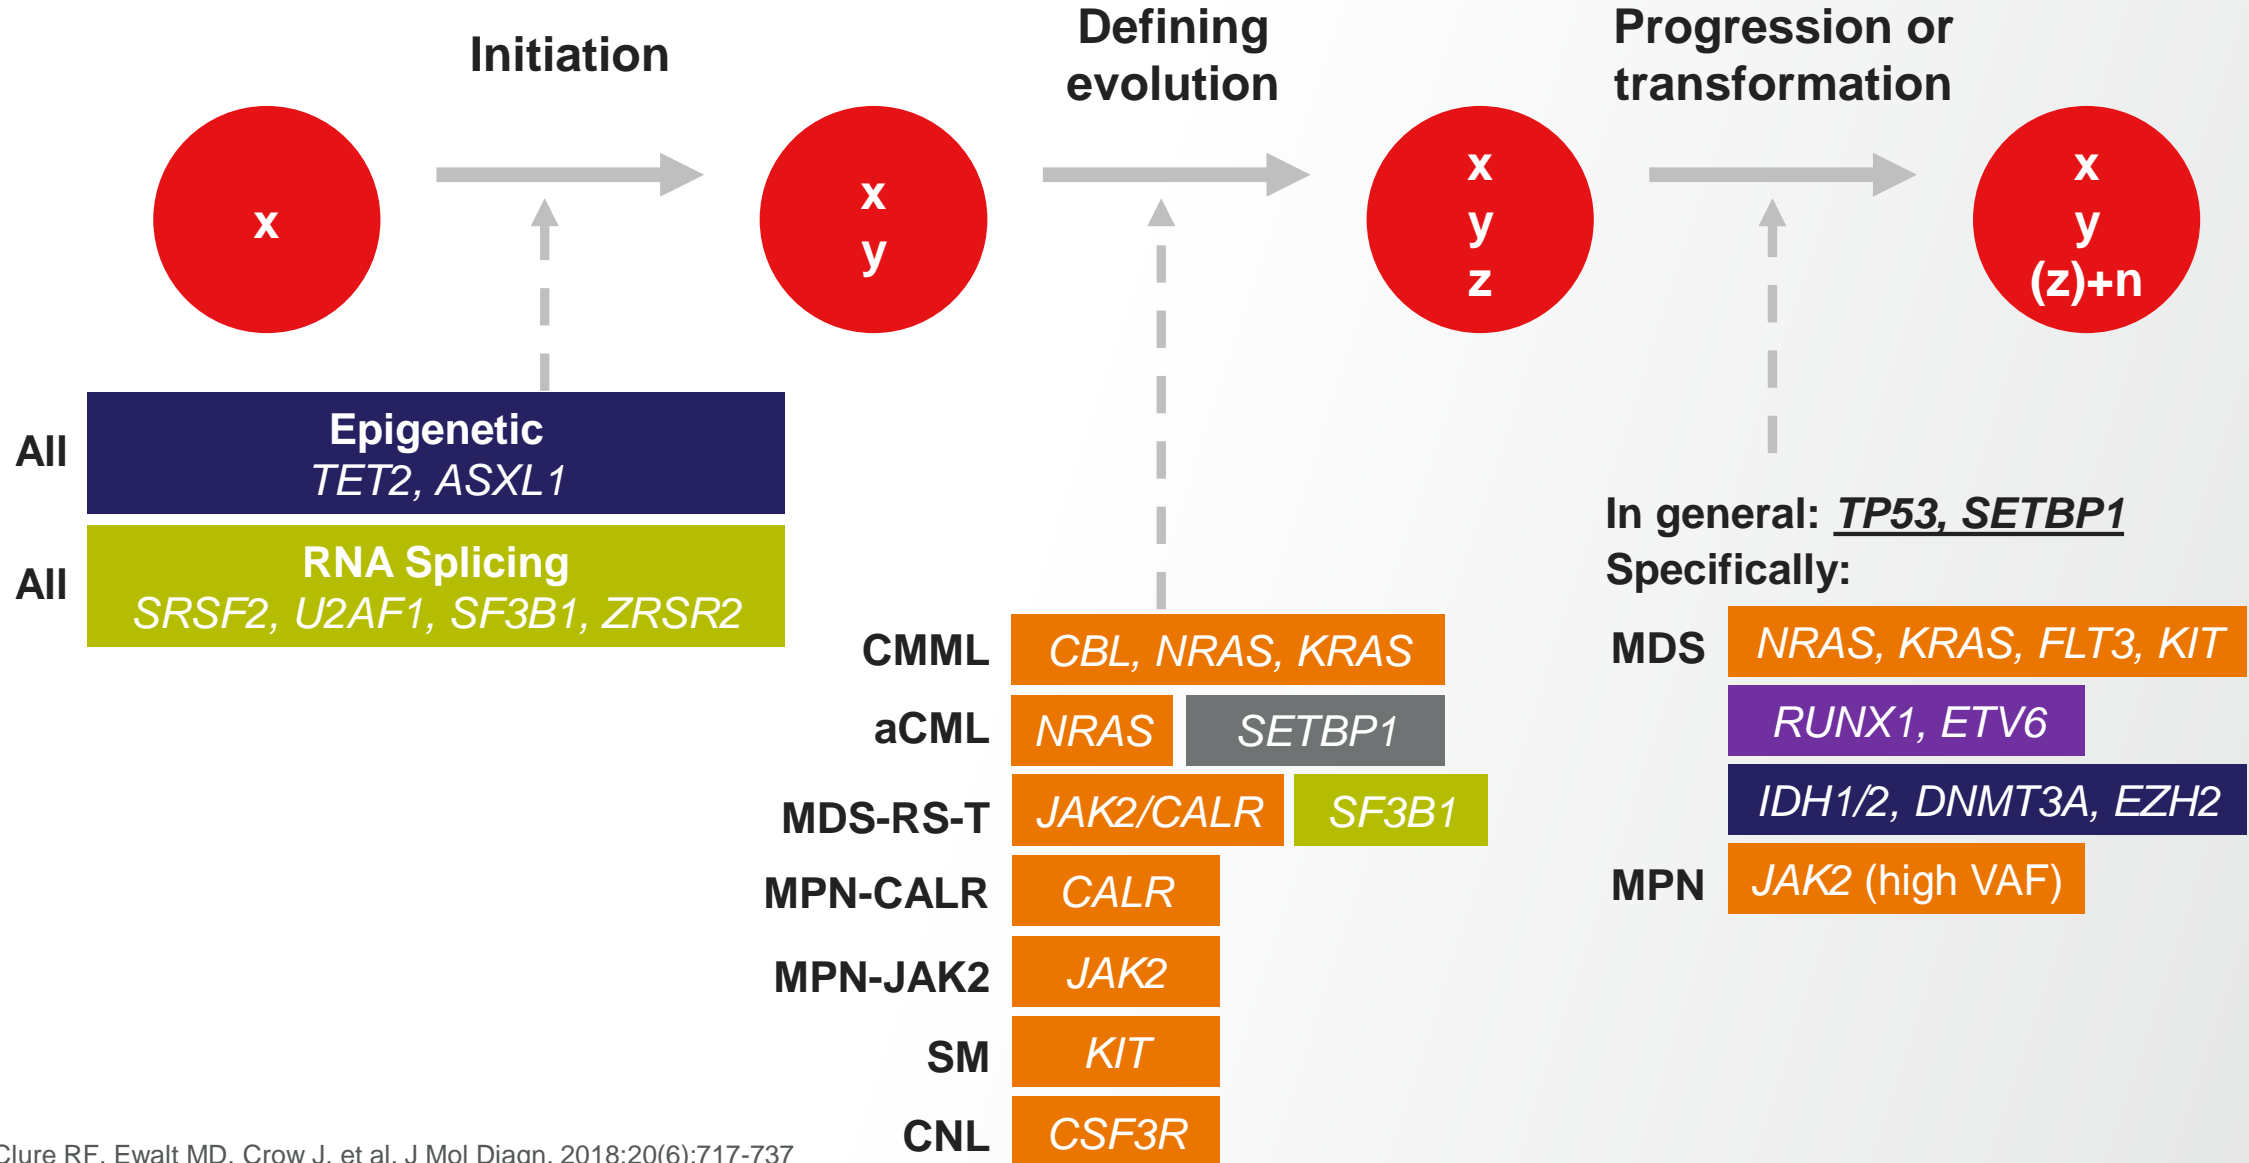 Initiation
Defining
evolution
Progression or
transformation
x
x
y
x
y
z
x
y
(z)+n
All
Epigenetic
TET2, ASXL1
All
RNA Splicing
SRSF2, U2AF1, SF3B1, ZRSR2
CMML
CBL, NRAS, KRAS
aCML
NRAS
SETBP1
MDS-RS-T
JAK2/CALR
SF3B1
MPN-CALR
CALR
MPN-JAK2
JAK2
SM
KIT
CNL
CSF3R
In general: TP53, SETBP1
Specifically:
MDS
NRAS, KRAS, FLT3, KIT
RUNX1, ETV6
IDH1/2, DNMT3A, EZH2
MPN
JAK2 (high VAF)
Clure RF, Ewalt MD, Crow J, et al. J Mol Diagn. 2018;20(6):717-737